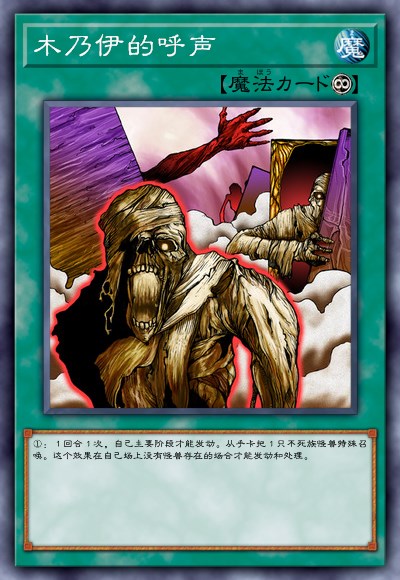 木乃伊的呼声
魔
【魔法カード】
まほう
①：１回合１次，自己主要阶段才能发动。从手卡把１只不死族怪兽特殊召
唤。这个效果在自己场上没有怪兽存在的场合才能发动和处理。